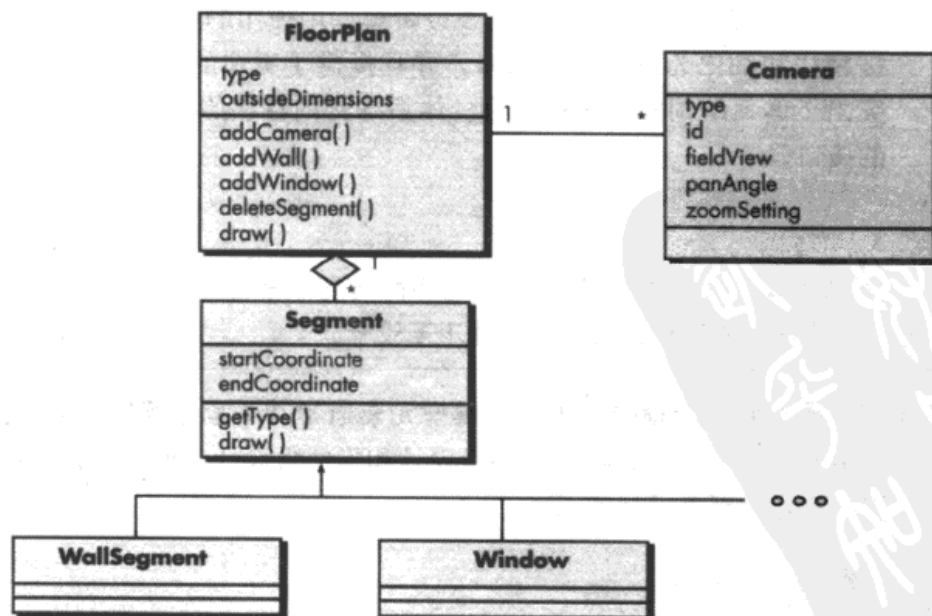 FloorPlan
type
outsideDimensions
addCamera( )
addWall( )
addWindow( )
deleteSegment( )
draw( )
1
*
Camera
type
id
fieldView
panAngle
zoomSetting
1
*
Segment
startCoordinate
endCoordinate
getType( )
draw( )
WallSegment
Window